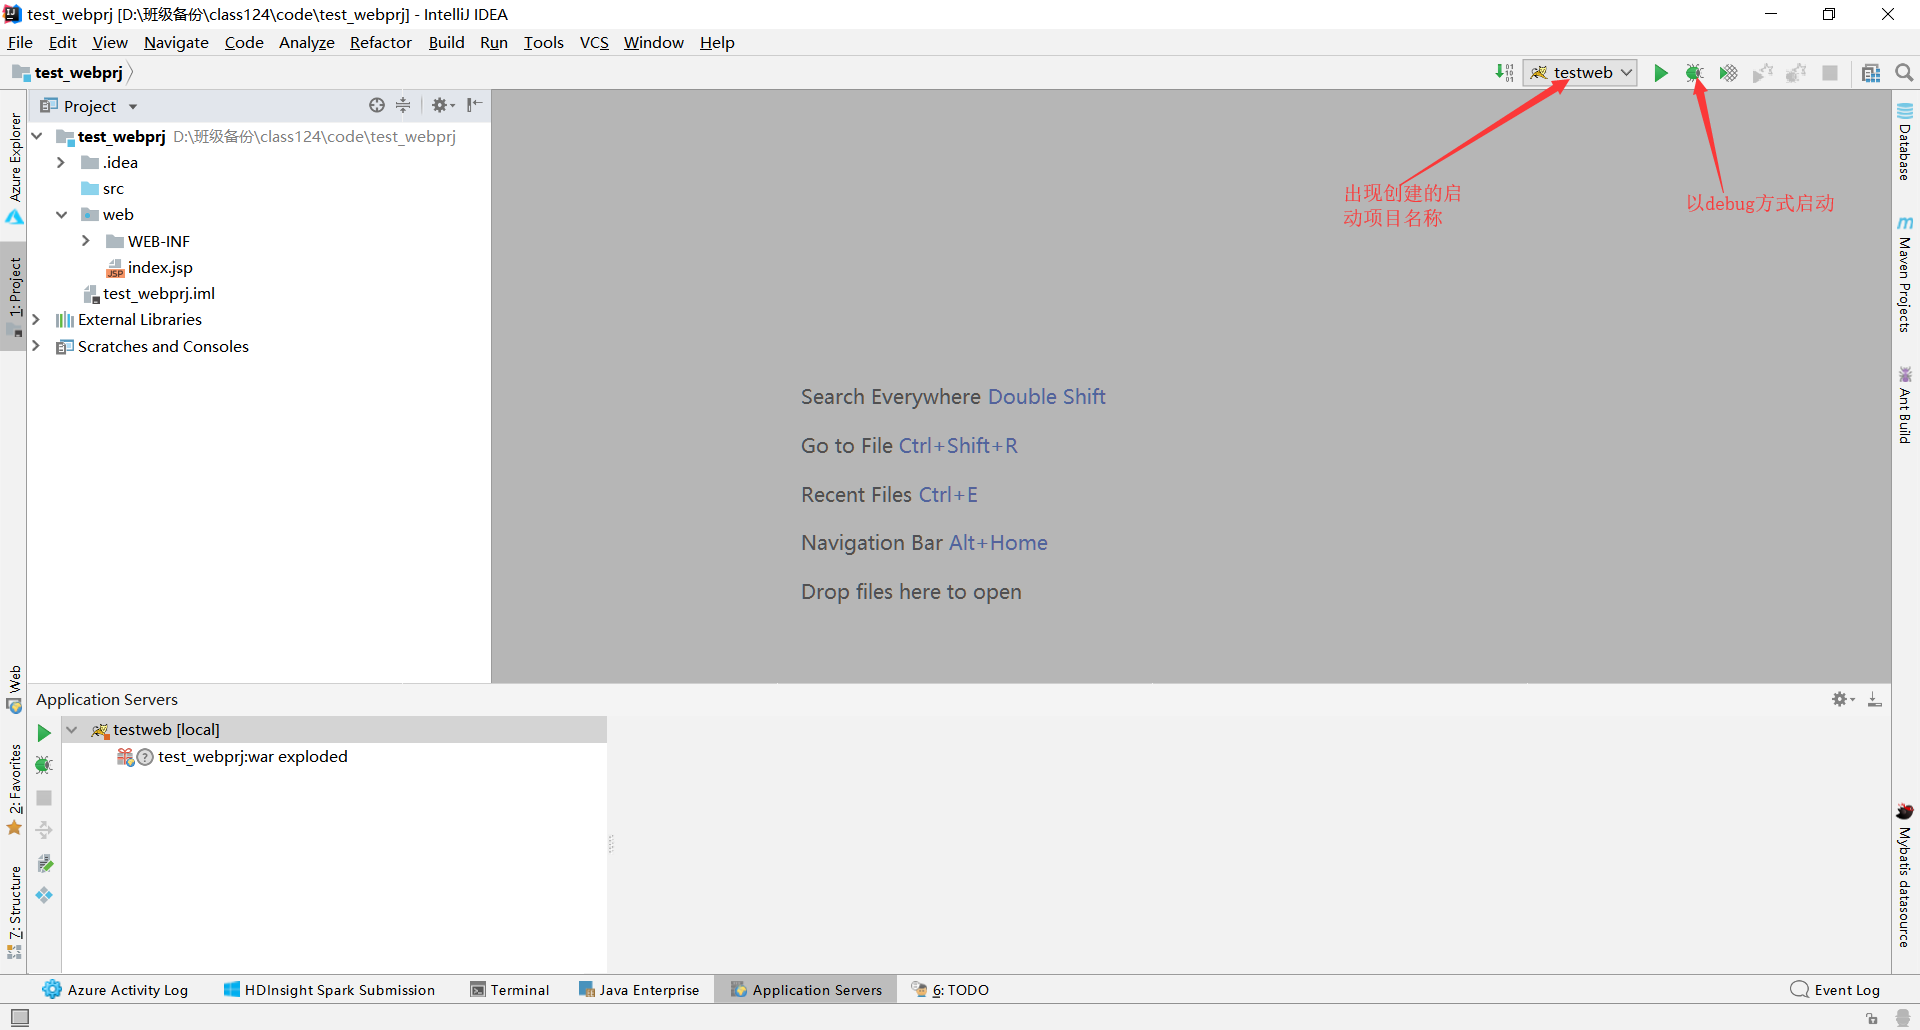 test_webprj [D:\班级备份\class124\code\test_webprj] - IntelliJ IDEA
File Edit View Navigate Code Analyze Refactor Build Run Tools VCS Window Help
test_webprj
testweb
Project
test_webprj D:\班级备份\class124\code\test_webprj
.idea
src
web
WEB-INF
index.jsp
test_webprj.iml
External Libraries
Scratches and Consoles
Azure Explorer
1: Project
Web
2: Favorites
7: Structure
出现创建的启
动项目名称
以debug方式启动
Search Everywhere Double Shift
Go to File Ctrl+Shift+R
Recent Files Ctrl+E
Navigation Bar Alt+Home
Drop files here to open
Database
Maven Projects
Ant Build
Mybatis datasource
Application Servers
testweb [local]
test_webprj:war exploded
Azure Activity Log HDInsight Spark Submission Terminal Java Enterprise Application Servers 6: TODO Event Log